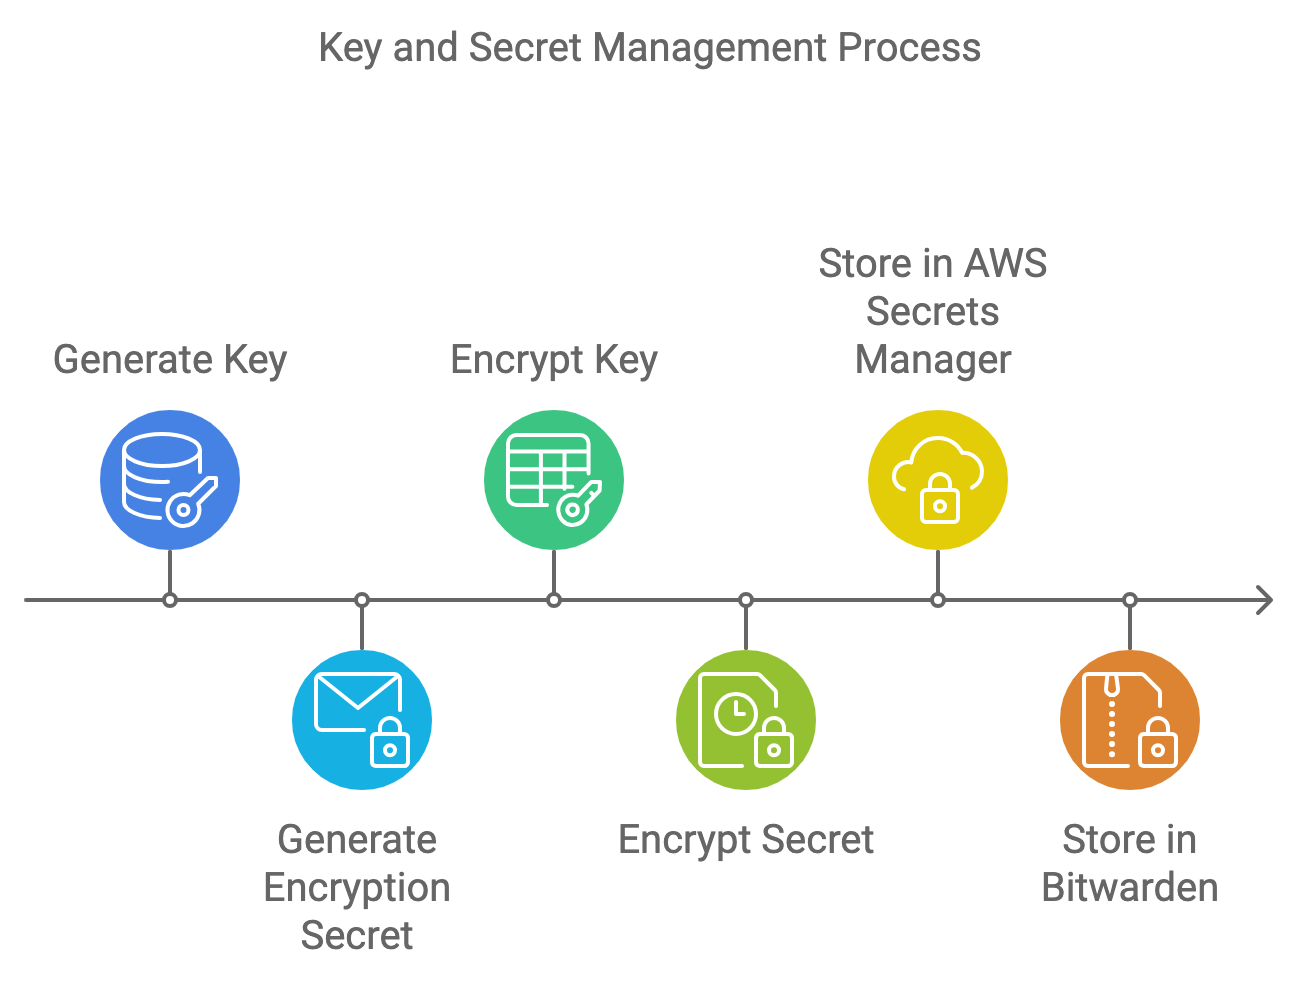 Key and Secret Management Process
Generate Key
Generate
Encryption
Secret
Encrypt Key
Encrypt Secret
Store in AWS
Secrets
Manager
Store in
Bitwarden